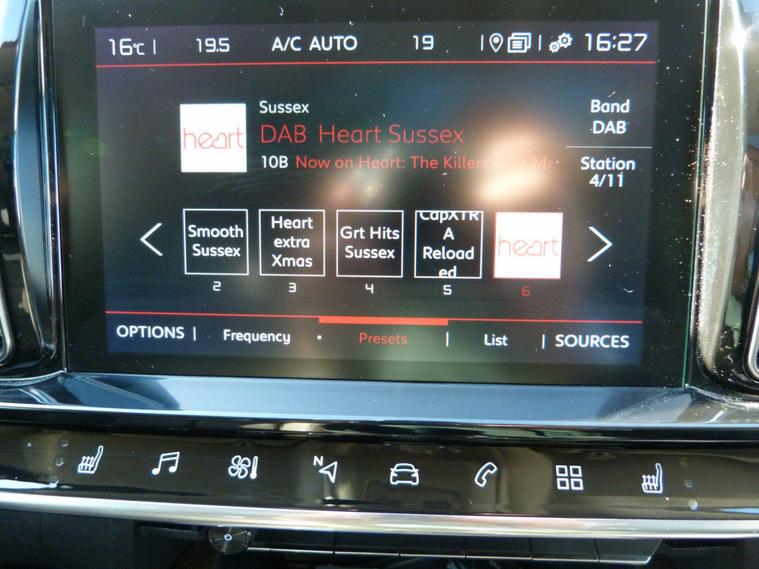 16°C | 19.5 A/C AUTO 19 16:27
heart
Sussex
DAB Heart Sussex
10B Now on Heart: The Killers
Band
DAB
Station
4/11
Smooth
Sussex
2
Heart
extra
Xmas
3
Grt Hits
Sussex
4
CapXTR
A
Reload
ed
5
heart
6
OPTIONS | Frequency • Presets | List | SOURCES
N